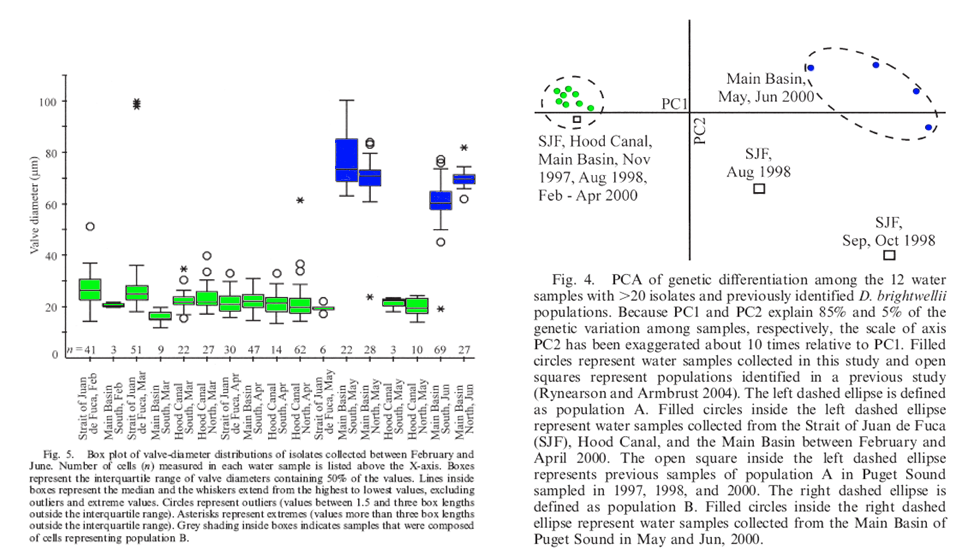 Valve diameter (μm)
100
80
60
40
20
0
n = 41 3 51 9 22 27 30 47 14 62 6 22 28 3 10 69 27
Strait of Juan de Fuca, Feb
Main Basin South, Feb
Strait of Juan de Fuca, Mar
Main Basin South, Mar
Hood Canal South, Mar
Hood Canal North, Mar
Strait of Juan de Fuca, Apr
Main Basin South, Apr
Hood Canal South, Apr
Hood Canal North, Apr
Strait of Juan de Fuca, May
Main Basin South, May
Main Basin North, May
Hood Canal South, May
Hood Canal North, May
Main Basin South, Jun
Main Basin North, Jun
Fig. 5. Box plot of valve-diameter distributions of isolates collected between February and
June. Number of cells (n) measured in each water sample is listed above the X-axis. Boxes
represent the interquartile range of valve diameters containing 50% of the values. Lines inside
boxes represent the median and the whiskers extend from the highest to lowest values, excluding
outliers and extreme values. Circles represent outliers (values between 1.5 and three box lengths
outside the interquartile range). Asterisks represent extremes (values more than three box lengths
outside the interquartile range). Grey shading inside boxes indicates samples that were composed
of cells representing population B.
PC1
PC2
Main Basin,
May, Jun 2000
SJF, Hood Canal,
Main Basin, Nov
1997, Aug 1998,
Feb - Apr 2000
SJF,
Aug 1998
SJF,
Sep, Oct 1998
Fig. 4. PCA of genetic differentiation among the 12 water
samples with >20 isolates and previously identified D. brightwellii
populations. Because PC1 and PC2 explain 85% and 5% of the
genetic variation among samples, respectively, the scale of axis
PC2 has been exaggerated about 10 times relative to PC1. Filled
circles represent water samples collected in this study and open
squares represent populations identified in a previous study
(Rynearson and Armbrust 2004). The left dashed ellipse is defined
as population A. Filled circles inside the left dashed ellipse
represent water samples collected from the Strait of Juan de Fuca
(SJF), Hood Canal, and the Main Basin between February and
April 2000. The open square inside the left dashed ellipse
represents previous samples of population A in Puget Sound
sampled in 1997, 1998, and 2000. The right dashed ellipse is
defined as population B. Filled circles inside the right dashed
ellipse represent water samples collected from the Main Basin of
Puget Sound in May and Jun, 2000.